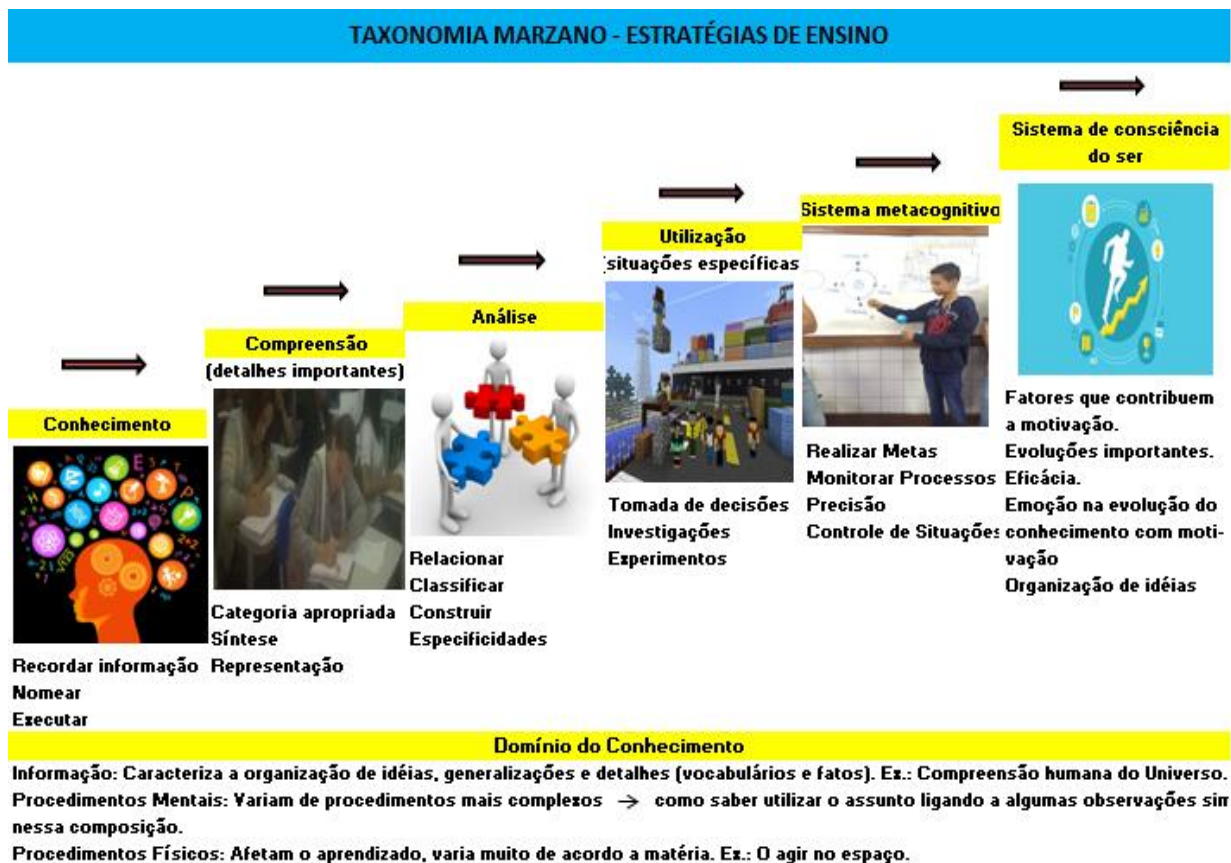 TAXONOMIA MARZANO - ESTRATÉGIAS DE ENSINO
Conhecimento
Recordar informação
Nomear
Executar
Compreensão
(detalhes importantes)
Categoria apropriada
Síntese
Representação
Análise
Relacionar
Classificar
Construir
Especificidades
Utilização
(situações específicas
Tomada de decisões
Investigações
Experimentos
Sistema metacognitivo
Realizar Metas
Monitorar Processos
Precisão
Controle de Situações
Sistema de consciência
do ser
Fatores que contribuem
a motivação.
Evoluções importantes.
Eficácia.
Emoção na evolução do
conhecimento com moti-
vação
Organização de idéias
Domínio do Conhecimento
Informação: Caracteriza a organização de idéias, generalizações e detalhes (vocabulários e fatos). Ex.: Compreensão humana do Universo.
Procedimentos Mentais: Variam de procedimentos mais complexos → como saber utilizar o assunto ligando a algumas observações
nessa composição.
Procedimentos Físicos: Afetam o aprendizado, varia muito de acordo a matéria. Ex.: O agir no espaço.